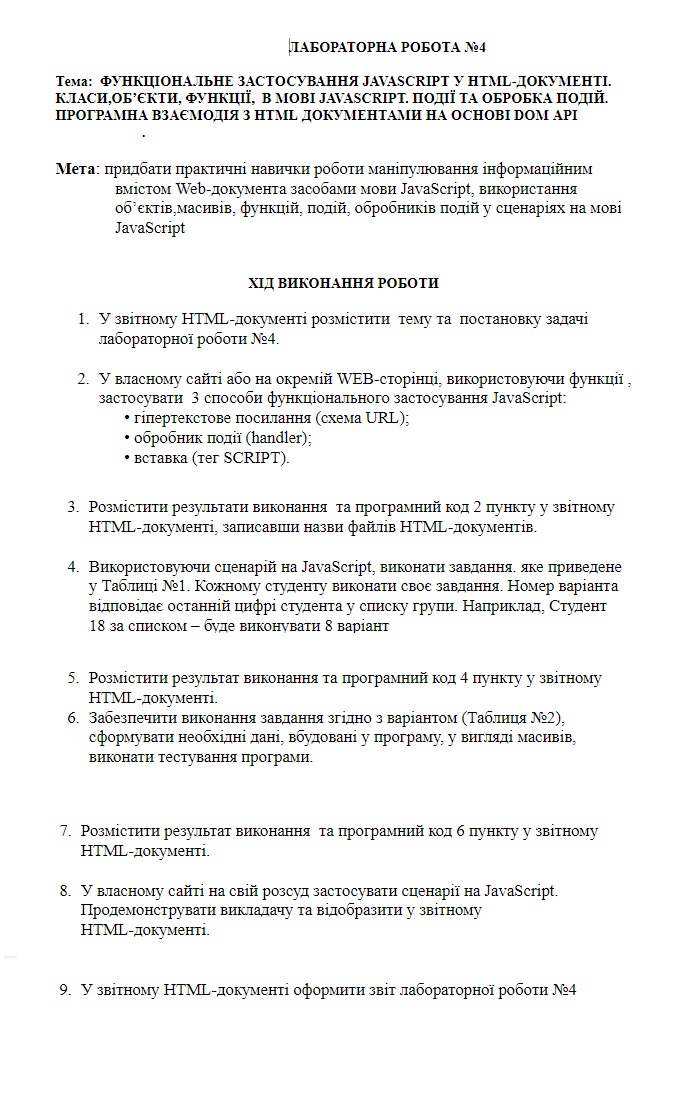 ЛАБОРАТОРНА РОБОТА №4
Тема: ФУНКЦІОНАЛЬНЕ ЗАСТОСУВАННЯ JAVASCRIPT У HTML-ДОКУМЕНТІ.
КЛАСИ,ОБ’ЄКТИ, ФУНКЦІЇ, В МОВІ JAVASCRIPT. ПОДІЇ ТА ОБРОБКА ПОДІЙ.
ПРОГРАМНА ВЗАЄМОДІЯ З HTML ДОКУМЕНТАМИ НА ОСНОВІ DOM API
.
Мета: придбати практичні навички роботи маніпулювання інформаційним
вмістом Web-документа засобами мови JavaScript, використання
об’єктів,масивів, функцій, подій, обробників подій у сценаріях на мові
JavaScript
ХІД ВИКОНАННЯ РОБОТИ
1. У звітному HTML-документі розмістити тему та постановку задачі
лабораторної роботи №4.
2. У власному сайті або на окремій WEB-сторінці, використовуючи функції ,
застосувати 3 способи функціонального застосування JavaScript:
• гіпертекстове посилання (схема URL);
• обробник події (handler);
• вставка (тег SCRIPT).
3. Розмістити результати виконання та програмний код 2 пункту у звітному
HTML-документі, записавши назви файлів HTML-документів.
4. Використовуючи сценарій на JavaScript, виконати завдання. яке приведене
у Таблиці №1. Кожному студенту виконати своє завдання. Номер варіанта
відповідає останній цифрі студента у списку групи. Наприклад, Студент
18 за списком – буде виконувати 8 варіант
5. Розмістити результат виконання та програмний код 4 пункту у звітному
HTML-документі.
6. Забезпечити виконання завдання згідно з варіантом (Таблиця №2),
сформувати необхідні дані, вбудовані у програму, у вигляді масивів,
виконати тестування програми.
7. Розмістити результат виконання та програмний код 6 пункту у звітному
HTML-документі.
8. У власному сайті на свій розсуд застосувати сценарії на JavaScript.
Продемонструвати викладачу та відобразити у звітному
HTML-документі.
9. У звітному HTML-документі оформити звіт лабораторної роботи №4